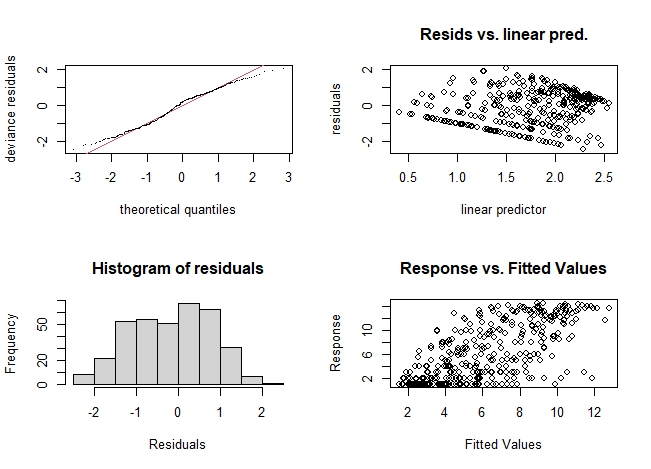 deviance residuals
2
0
-2
-3 -2 -1 0 1 2 3
theoretical quantiles
Resids vs. linear pred.
residuals
2
0
-2
0.5 1.0 1.5 2.0 2.5
linear predictor
Histogram of residuals
Frequency
50
20
0
-2 -1 0 1 2
Residuals
Response vs. Fitted Values
Response
10
6
2
2 4 6 8 10 12
Fitted Values